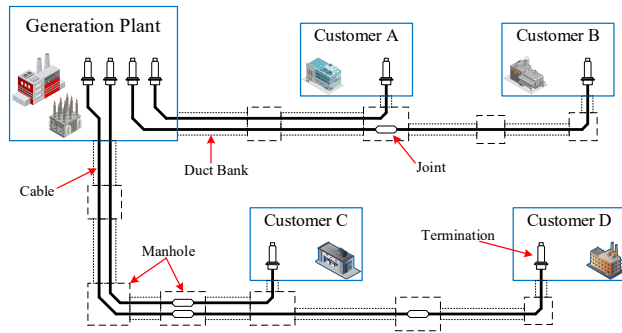 Generation Plant
Customer A
Customer B
Duct Bank
Joint
Cable
Manhole
Customer C
Termination
Customer D